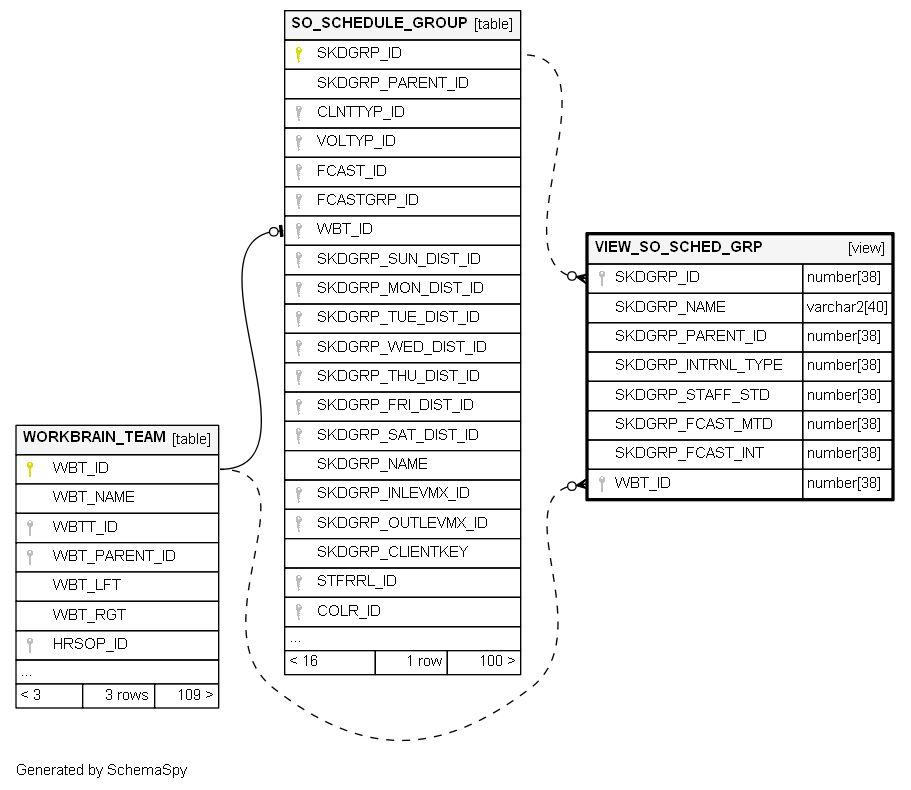 SO_SCHEDULE_GROUP [table]
SKDGRP_ID
SKDGRP_PARENT_ID
CLNTTYP_ID
VOLTYP_ID
FCAST_ID
FCASTGRP_ID
WBT_ID
SKDGRP_SUN_DIST_ID
SKDGRP_MON_DIST_ID
SKDGRP_TUE_DIST_ID
SKDGRP_WED_DIST_ID
SKDGRP_THU_DIST_ID
SKDGRP_FRI_DIST_ID
SKDGRP_SAT_DIST_ID
SKDGRP_NAME
SKDGRP_INLEVMX_ID
SKDGRP_OUTLEVMX_ID
SKDGRP_CLIENTKEY
STFRRL_ID
COLR_ID
...
< 16 1 row 100 >
VIEW_SO_SCHED_GRP [view]
SKDGRP_ID number[38]
SKDGRP_NAME varchar2[40]
SKDGRP_PARENT_ID number[38]
SKDGRP_INTRNL_TYPE number[38]
SKDGRP_STAFF_STD number[38]
SKDGRP_FCAST_MTD number[38]
SKDGRP_FCAST_INT number[38]
WBT_ID number[38]
WORKBRAIN_TEAM [table]
WBT_ID
WBT_NAME
WBTT_ID
WBT_PARENT_ID
WBT_LFT
WBT_RGT
HRSOP_ID
...
< 3 3 rows 109 >
Generated by SchemaSpy